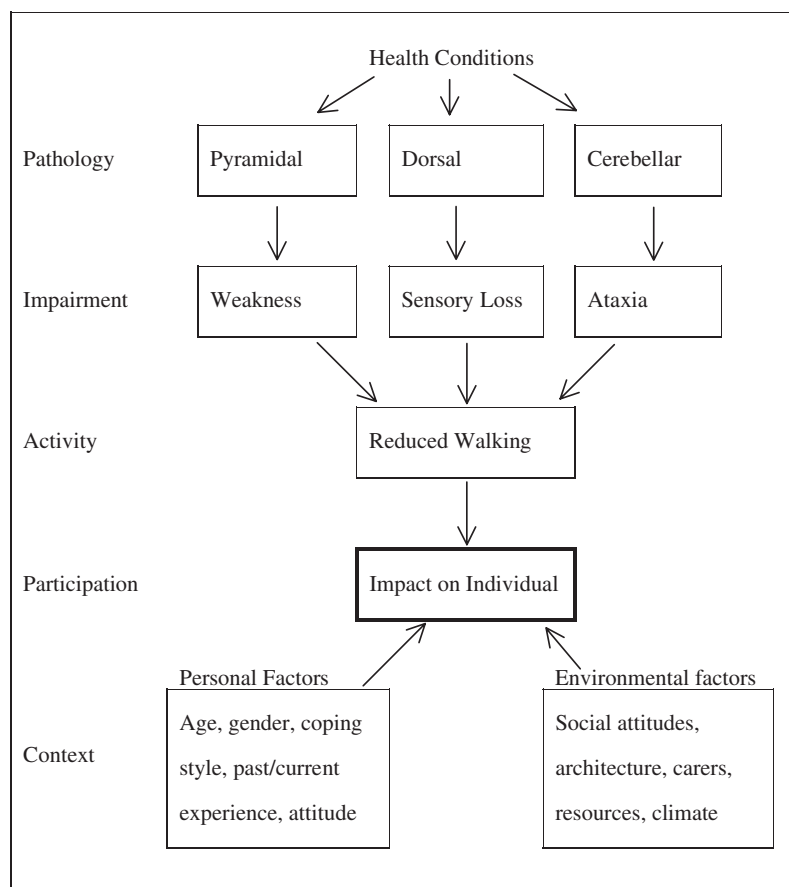 Health Conditions
Pathology
Pyramidal
Dorsal
Cerebellar
Impairment
Weakness
Sensory Loss
Ataxia
Activity
Reduced Walking
Participation
Impact on Individual
Personal Factors
Environmental factors
Context
Age, gender, coping
style, past/current
experience, attitude
Social attitudes,
architecture, carers,
resources, climate